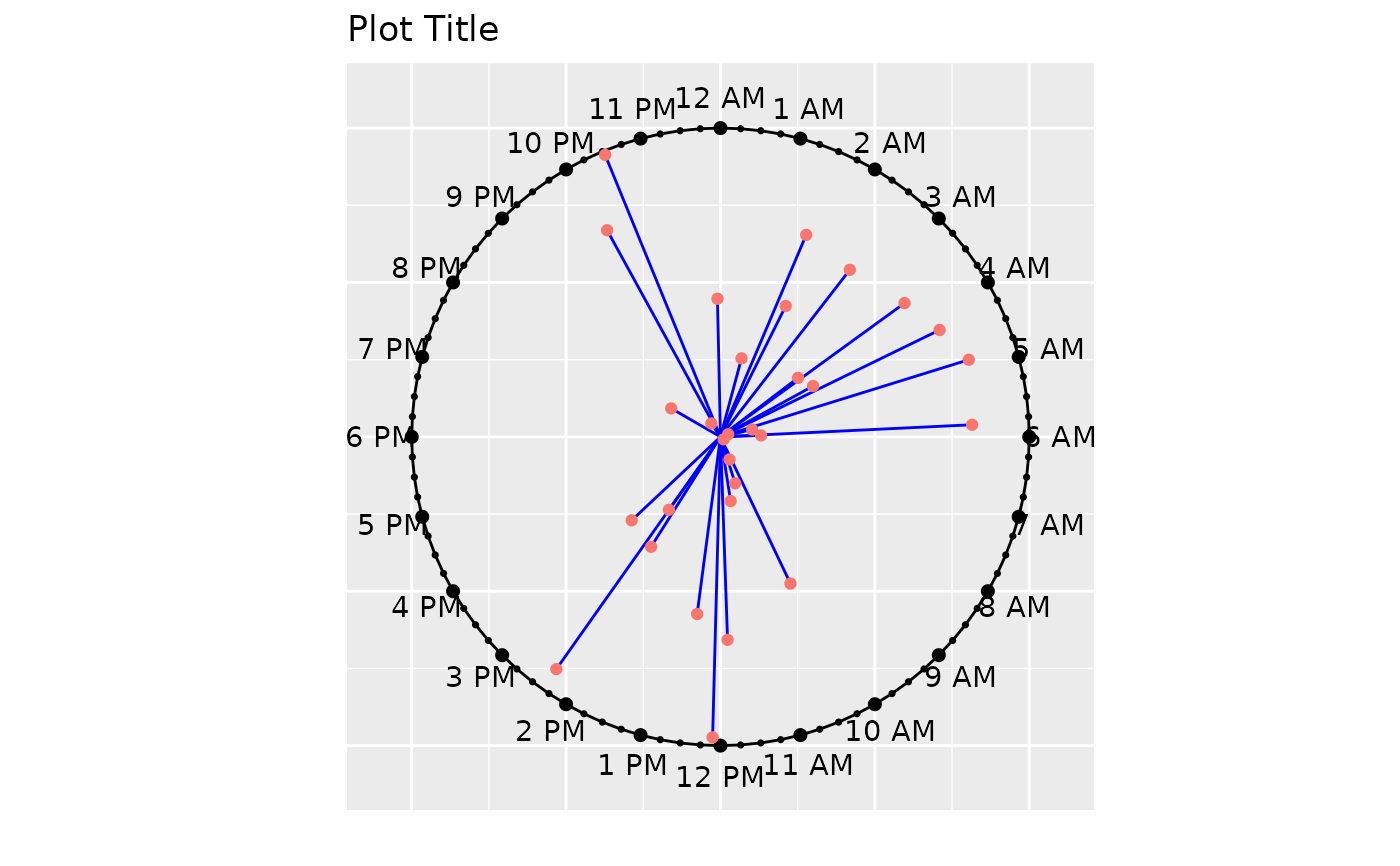 Plot Title
12 AM
1 AM
2 AM
3 AM
4 AM
5 AM
6 AM
7 AM
8 AM
9 AM
10 AM
11 AM
12 PM
1 PM
2 PM
3 PM
4 PM
5 PM
6 PM
7 PM
8 PM
9 PM
10 PM
11 PM